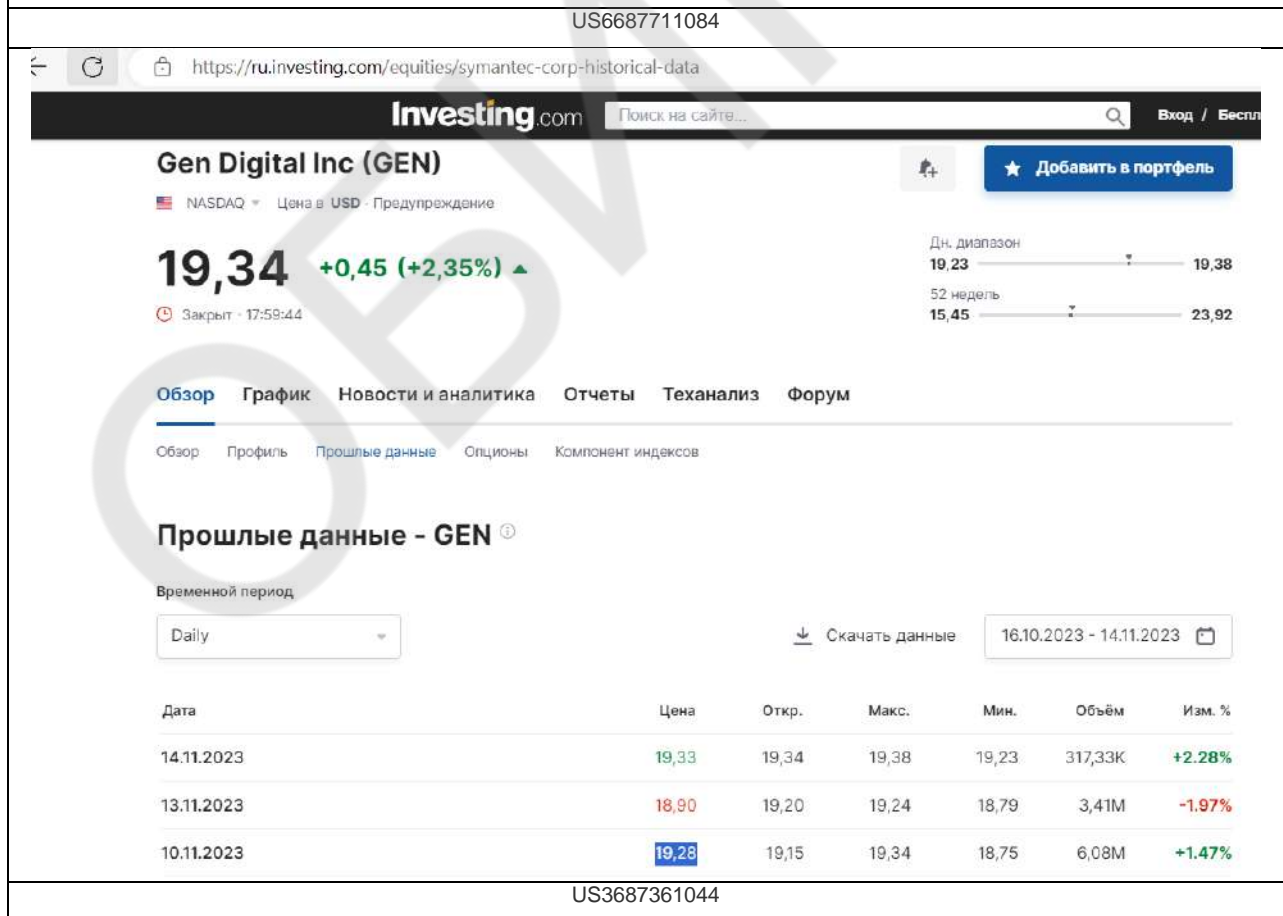 US6687711084
https://ru.investing.com/equities/symantec-corp-historical-data
Investing.com Поиск на сайте... Вход / Беспл
Gen Digital Inc (GEN)
Добавить в портфель
NASDAQ Цена в USD · Предупреждение
19,34 +0,45 (+2,35%)
Дн. диапазон
19,23 19,38
52 недель
15,45 23,92
Закрыт · 17:59:44
Обзор График Новости и аналитика Отчеты Теханализ Форум
Обзор Профиль Прошлые данные Опционы Компонент индексов
Прошлые данные - GEN
Временной период
Daily Скачать данные 16.10.2023 - 14.11.2023
Дата Цена Откр. Макс. Мин. Объём Изм. %
14.11.2023 19,33 19,34 19,38 19,23 317,33K +2.28%
13.11.2023 18,90 19,20 19,24 18,79 3,41M -1.97%
10.11.2023 19,28 19,15 19,34 18,75 6,08M +1.47%
US3687361044